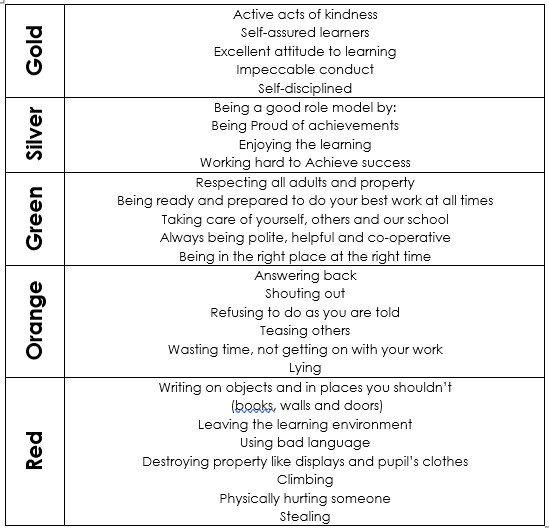 Gold
Active acts of kindness
Self-assured learners
Excellent attitude to learning
Impeccable conduct
Self-disciplined
Silver
Being a good role model by:
Being Proud of achievements
Enjoying the learning
Working hard to Achieve success
Green
Respecting all adults and property
Being ready and prepared to do your best work at all times
Taking care of yourself, others and our school
Always being polite, helpful and co-operative
Being in the right place at the right time
Orange
Answering back
Shouting out
Refusing to do as you are told
Teasing others
Wasting time, not getting on with your work
Lying
Red
Writing on objects and in places you shouldn't
(books, walls and doors)
Leaving the learning environment
Using bad language
Destroying property like displays and pupil's clothes
Climbing
Physically hurting someone
Stealing